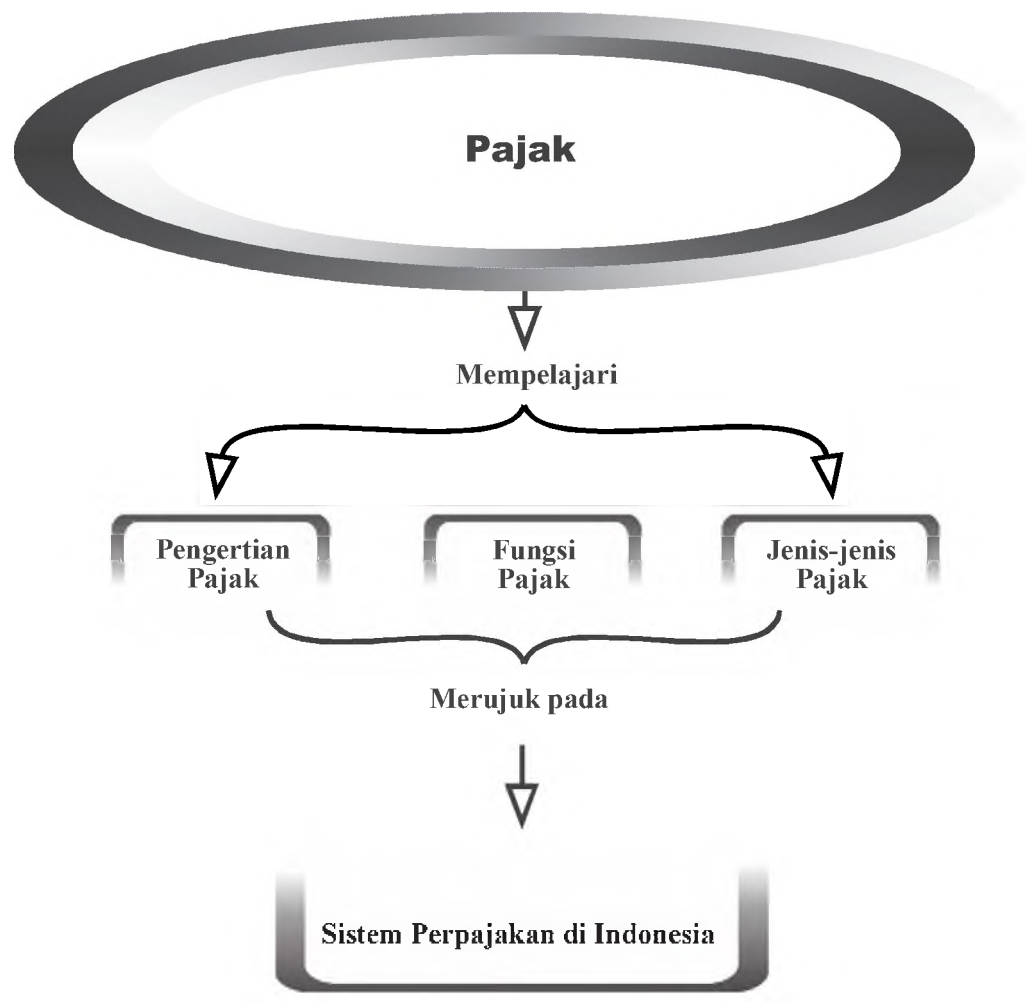 Pajak
Mempelajari
Pengertian
Pajak
Fungsi
Pajak
Jenis-jenis
Pajak
Merujuk pada
Sistem Perpajakan di Indonesia